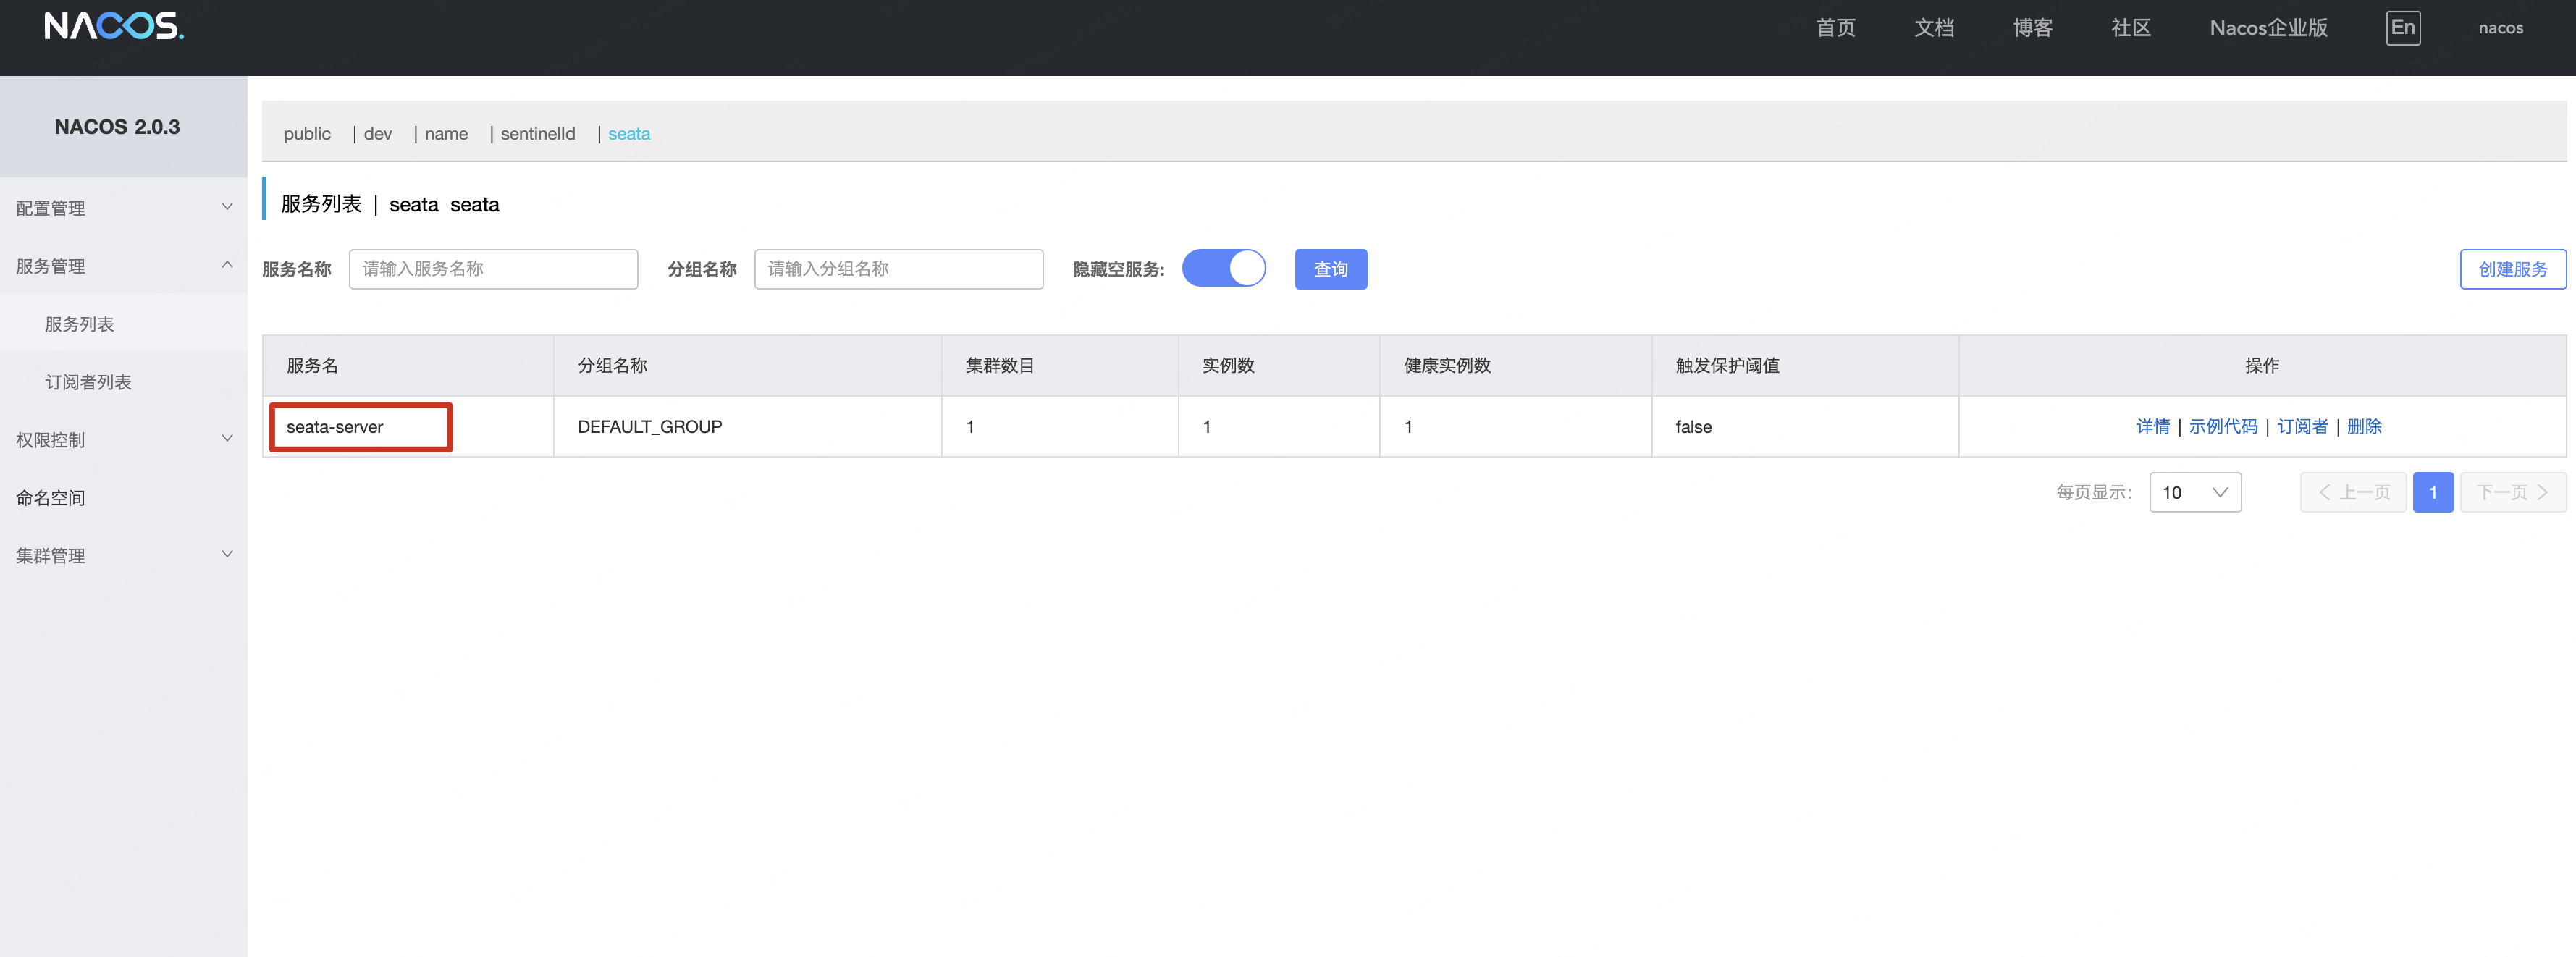 NACOS. 首页 文档 博客 社区 Nacos企业版 En nacos
NACOS 2.0.3
public | dev | name | sentinelId | seata
配置管理
服务列表 | seata seata
服务管理
服务名称 请输入服务名称 分组名称 请输入分组名称 隐藏空服务: 查询 创建服务
服务列表
服务名 分组名称 集群数目 实例数 健康实例数 触发保护阈值 操作
订阅者列表
seata-server DEFAULT_GROUP 1 1 1 false 详情 | 示例代码 | 订阅者 | 删除
权限控制
命名空间
每页显示: 10 上一页 1 下一页
集群管理